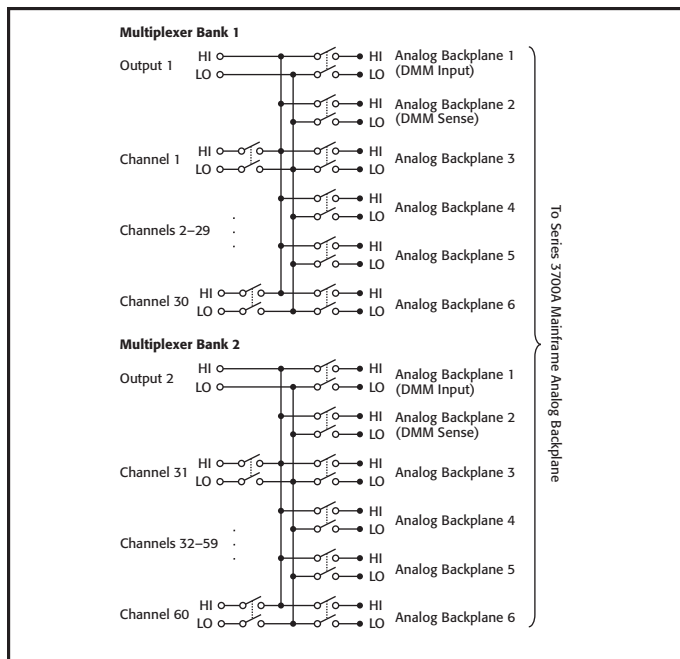 Multiplexer Bank 1
Output 1 HI LO HI LO Analog Backplane 1
(DMM Input)
HI LO Analog Backplane 2
(DMM Sense)
Channel 1 HI LO HI LO Analog Backplane 3
HI LO Analog Backplane 4
Channels 2–29
HI LO Analog Backplane 5
Channel 30 HI LO HI LO Analog Backplane 6
Multiplexer Bank 2
Output 2 HI LO HI LO Analog Backplane 1
(DMM Input)
HI LO Analog Backplane 2
(DMM Sense)
Channel 31 HI LO HI LO Analog Backplane 3
HI LO Analog Backplane 4
Channels 32–59
HI LO Analog Backplane 5
Channel 60 HI LO HI LO Analog Backplane 6
To Series 3700A Mainframe Analog Backplane